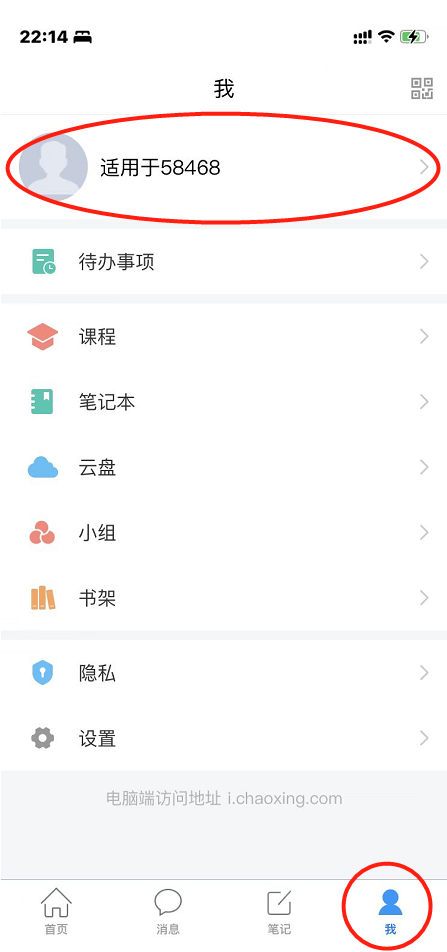 22:14
我
适用于58468
待办事项
课程
笔记本
云盘
小组
书架
隐私
设置
电脑端访问地址 i.chaoxing.com
首页
消息
笔记
我